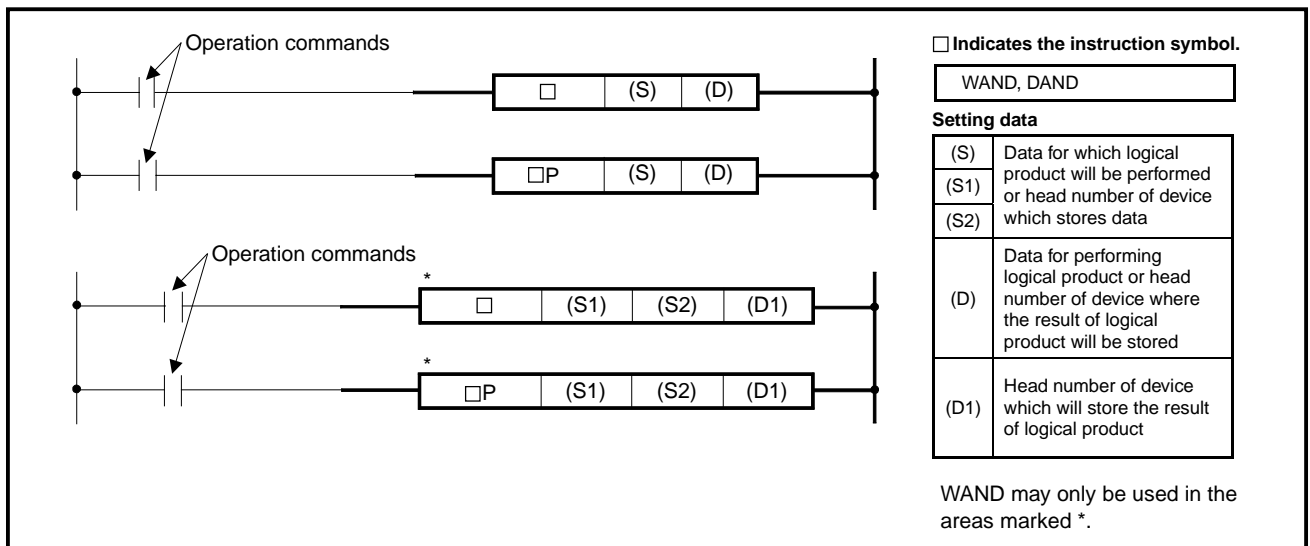 Operation commands
□ (S) (D)
□P (S) (D)
Operation commands
*
□ (S1) (S2) (D1)
*
□P (S1) (S2) (D1)
□ Indicates the instruction symbol.
WAND, DAND
Setting data
(S)
(S1)
(S2)
Data for which logical
product will be performed
or head number of device
which stores data
(D)
Data for performing
logical product or head
number of device where
the result of logical
product will be stored
(D1)
Head number of device
which will store the result
of logical product
WAND may only be used in the
areas marked *.